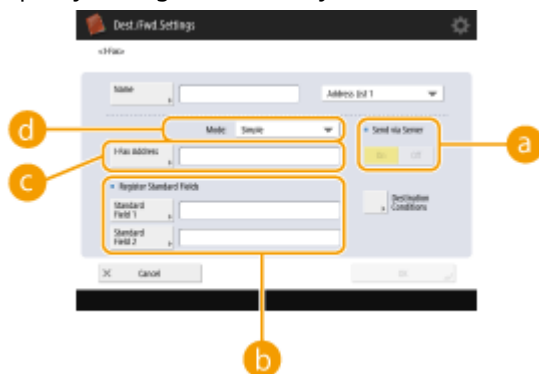 Dest./Fwd.Settings
<I-Fax>
Name
Address List 1
d
Mode:
Simple
Send via Server
a
On
Off
c
I-Fax Address
Register Standard Fields
Standard
Field 1
Destination
Conditions
Standard
Field 2
Cancel
OK
b